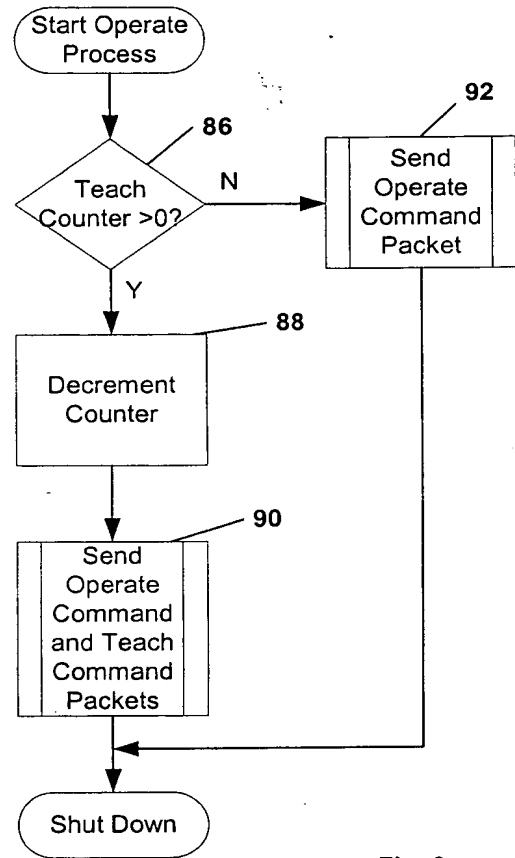 Start Operate
Process
86
92
Teach
Counter >0?
N
Send
Operate
Command
Packet
Y
88
Decrement
Counter
90
Send
Operate
Command
and Teach
Command
Packets
Shut Down